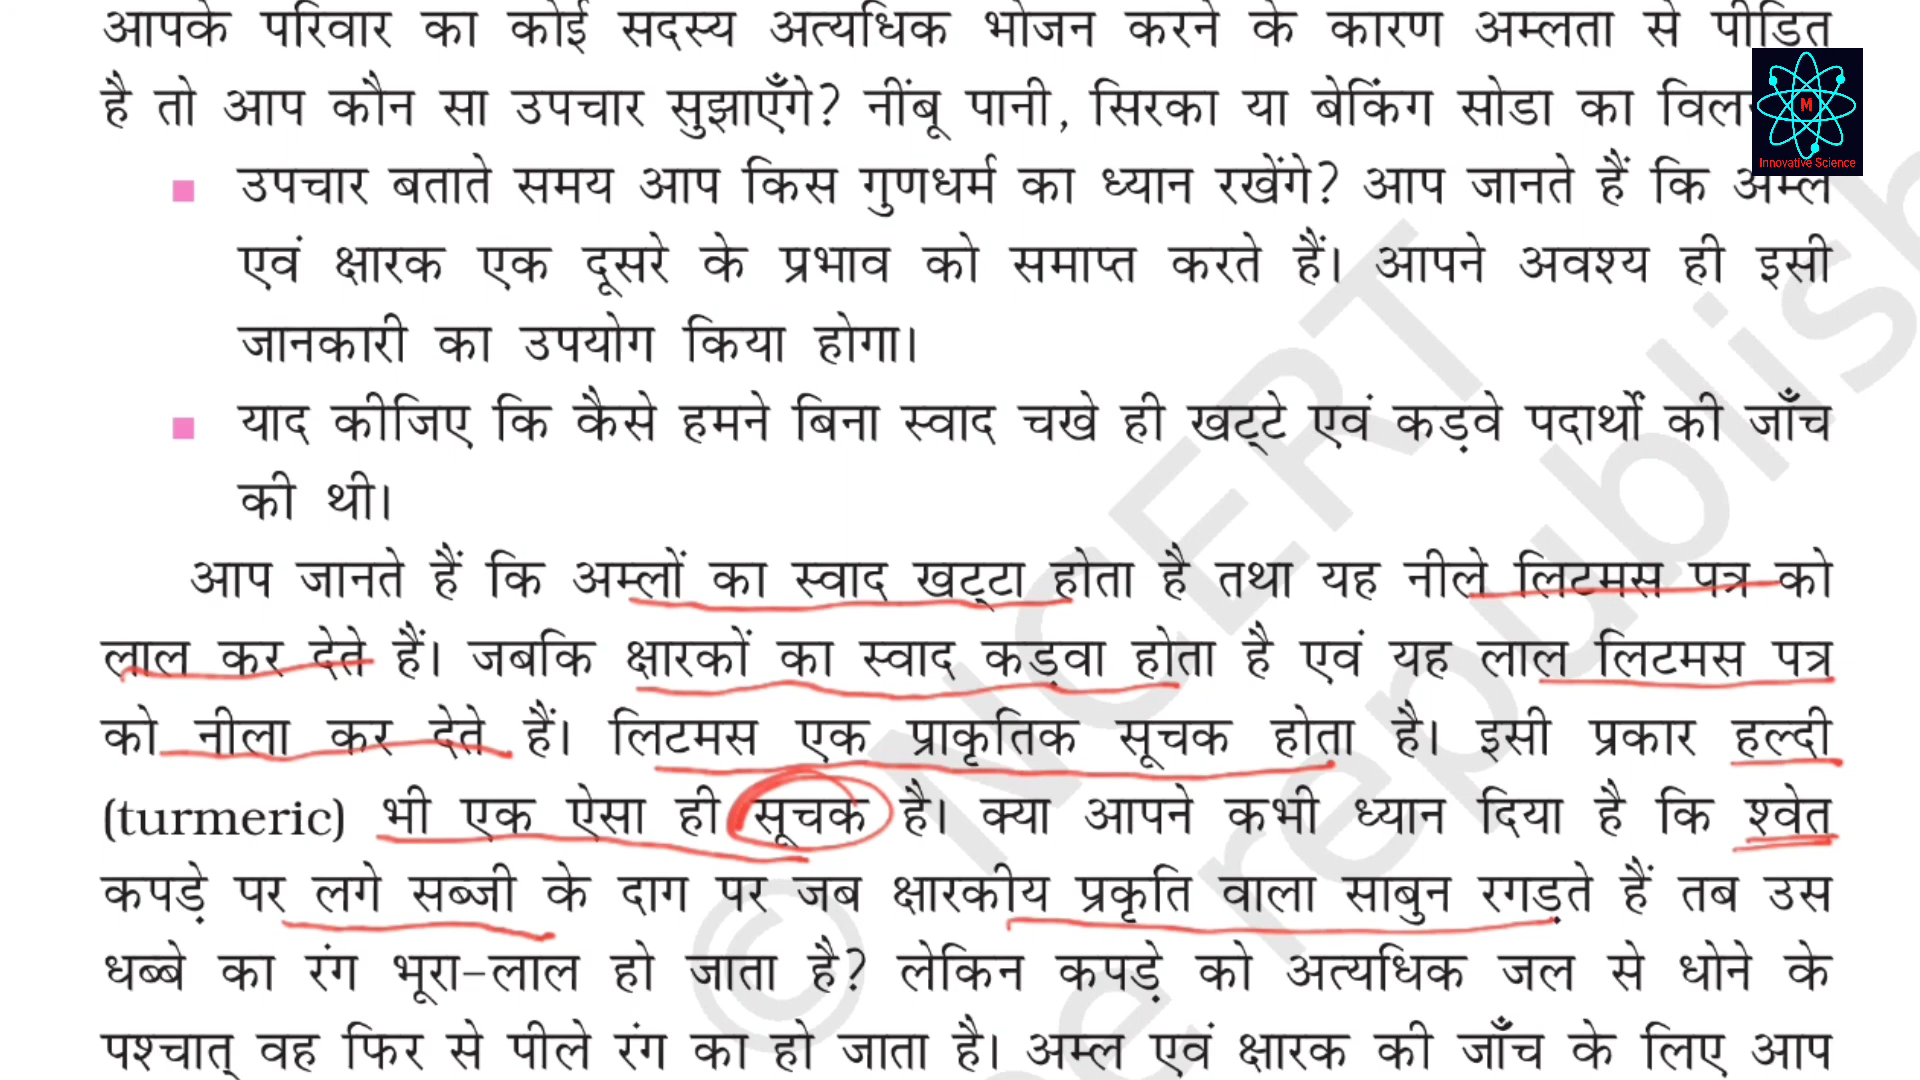 आपके परिवार का कोई सदस्य अत्यधिक भोजन करने के कारण अम्लता से पीड़ित
है तो आप कौन सा उपचार सुझाएँगे? नींबू पानी, सिरका या बेकिंग सोडा का
M
Innovative Science
उपचार बताते समय आप किस गुणधर्म का ध्यान रखेंगे? आप जानते हैं कि अम्ल
एवं क्षारक एक दूसरे के प्रभाव को समाप्त करते हैं। आपने अवश्य ही इसी
जानकारी का उपयोग किया होगा।
याद कीजिए कि कैसे हमने बिना स्वाद चखे ही खट्टे एवं कड़वे पदार्थों की जाँच
की थी।
आप जानते हैं कि अम्लों का स्वाद खट्टा होता है तथा यह नीले लिटमस पत्र को
लाल कर देते हैं। जबकि क्षारकों का स्वाद कड़वा होता है एवं यह लाल लिटमस पत्र
को नीला कर देते हैं। लिटमस एक प्राकृतिक सूचक होता है। इसी प्रकार हल्दी
(turmeric) भी एक ऐसा ही सूचक है। क्या आपने कभी ध्यान दिया है कि श्वेत
कपड़े पर लगे सब्जी के दाग पर जब क्षारकीय प्रकृति वाला साबुन रगड़ते हैं तब उस
धब्बे का रंग भूरा-लाल हो जाता है? लेकिन कपड़े को अत्यधिक जल से धोने के
पश्चात् वह फिर से पीले रंग का हो जाता है। अम्ल एवं क्षारक की जाँच के लिए आप
© NCERT
republish